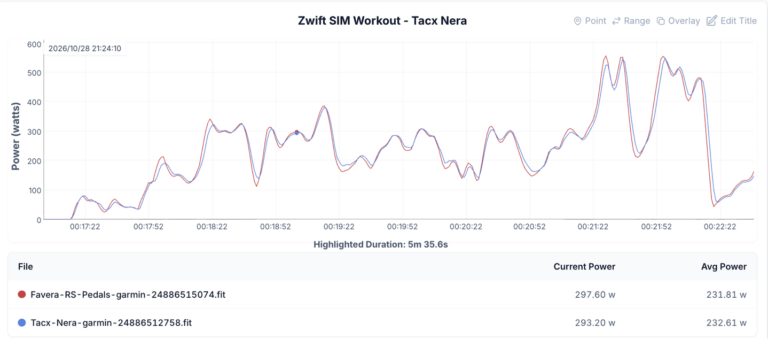 Zwift SIM Workout - Tacx Nera
Point Range Overlay Edit Title
2026/10/28 21:24:10
Power (watts)
600
500
400
300
200
100
0
00:17:22 00:17:52 00:18:22 00:18:52 00:19:22 00:19:52 00:20:22 00:20:52 00:21:22 00:21:52 00:22:22
Highlighted Duration: 5m 35.6s
File Current Power Avg Power
Favera-RS-Pedals-garmin-24886515074.fit 297.60 w 231.81 w
Tacx-Nera-garmin-24886512758.fit 293.20 w 232.61 w